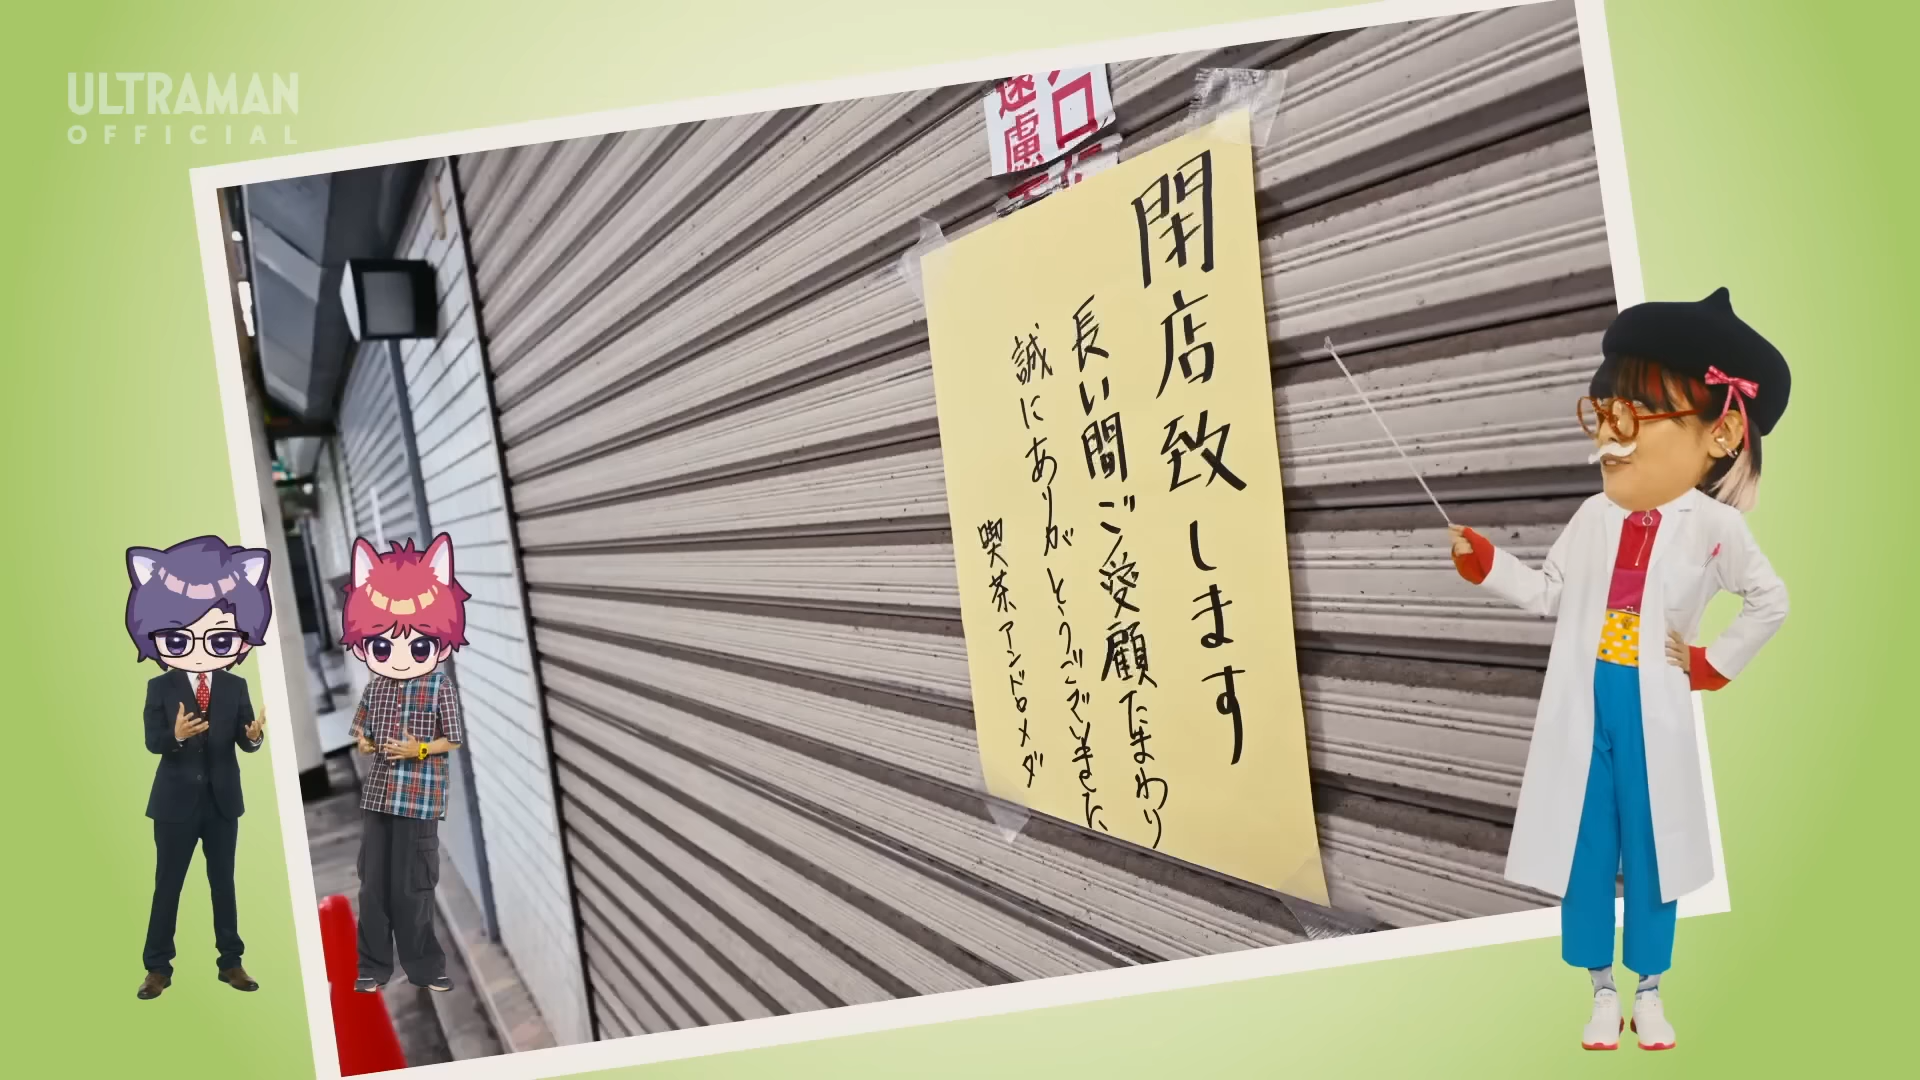 ULTRAMAN
OFFICIAL
遠慮
閉店致します
長い間ご愛顧たまわり
誠にありがとうございました
喫茶アンドロメダ